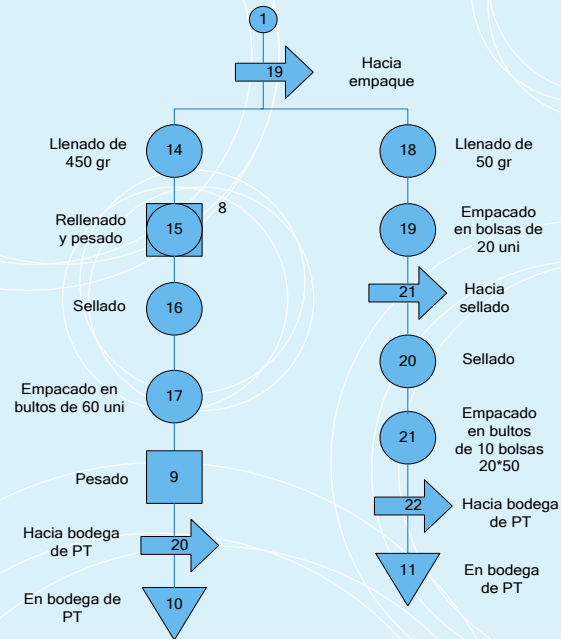 1
19
Hacia
empaque
Llenado de
450 gr
14
Rellenado
y pesado
15
8
Sellado
16
Empacado en
bultos de 60 uni
17
Pesado
9
Hacia bodega
de PT
20
En bodega de
PT
10
18
Llenado de
50 gr
19
Empacado
en bolsas de
20 uni
21
Hacia
sellado
20
Sellado
21
Empacado
en bultos
de 10 bolsas
20*50
22
Hacia bodega
de PT
11
En bodega
de PT